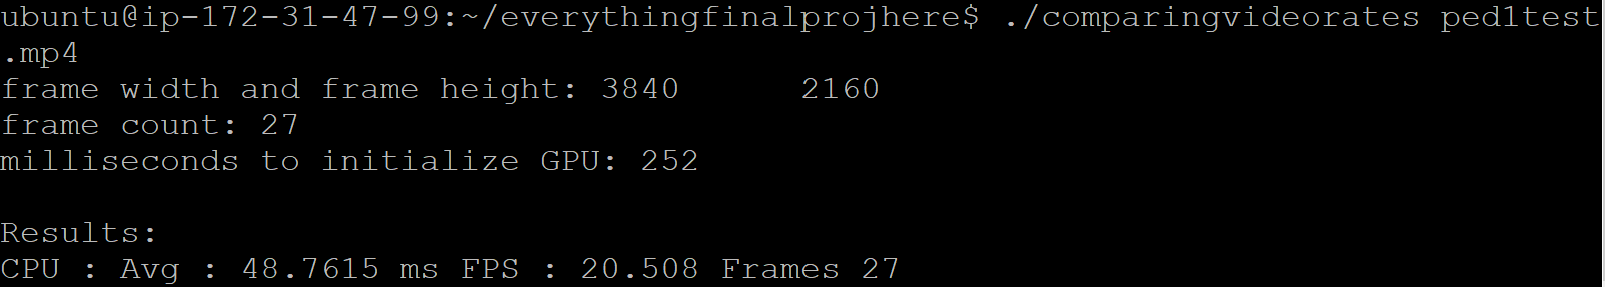 ubuntu@ip-172-31-47-99:~/everythingfinalprojhere$ ./comparingvideorates ped1test
.mp4
frame width and frame height: 3840      2160
frame count: 27
milliseconds to initialize GPU: 252

Results:
CPU : Avg : 48.7615 ms FPS : 20.508 Frames 27